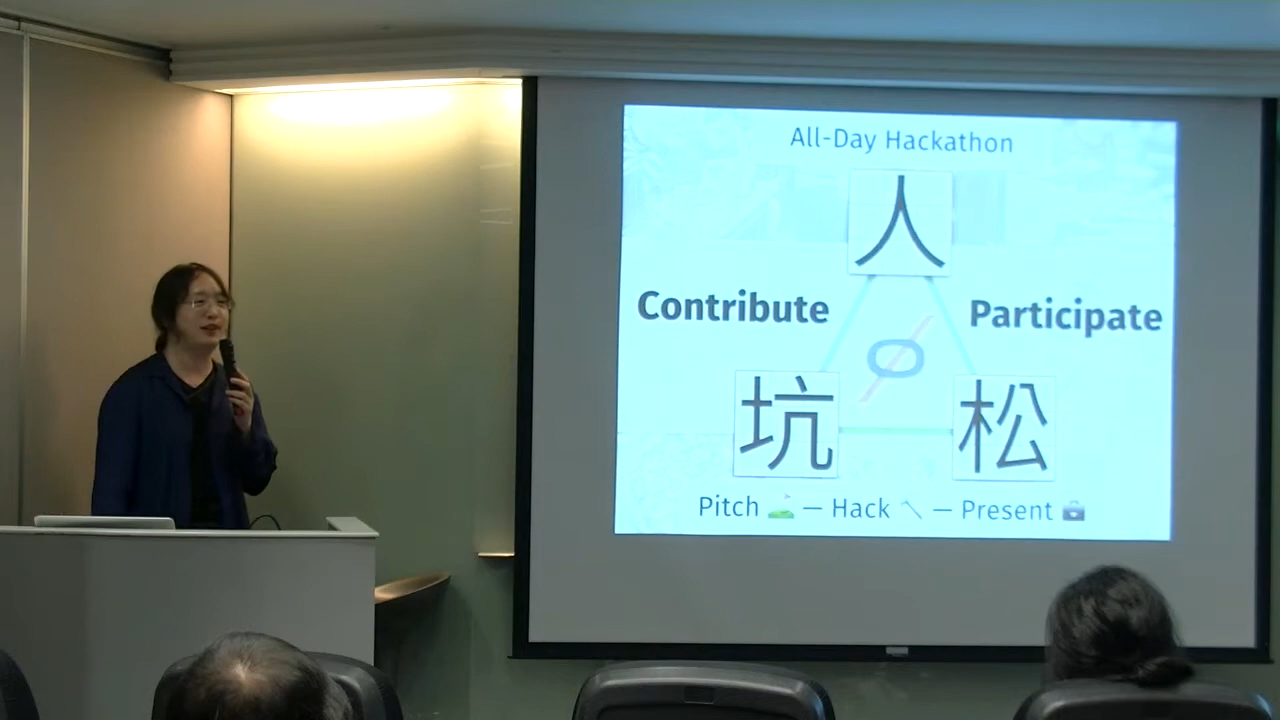 All-Day Hackathon
人
Contribute
Participate
坑
松
Pitch ⛳ — Hack 🔨 — Present 💼